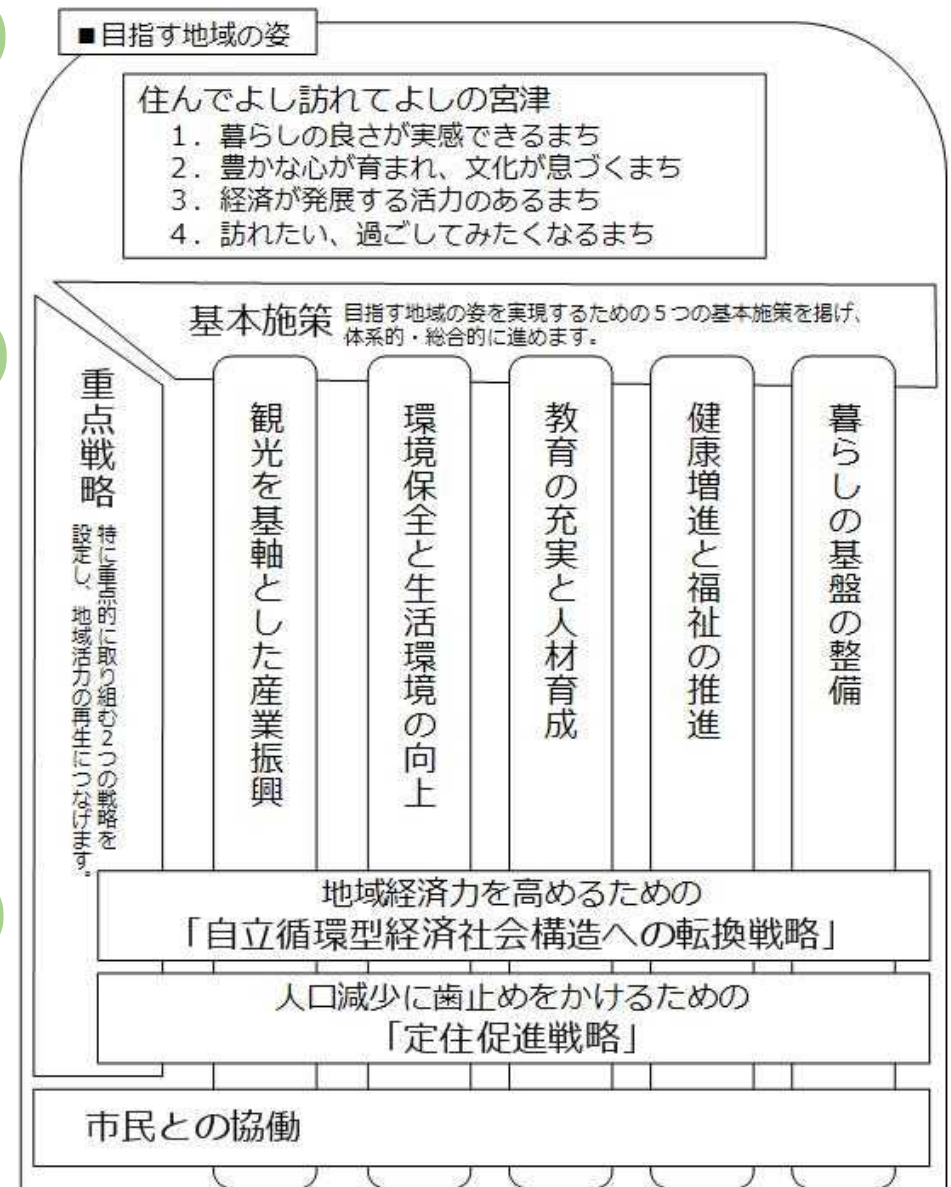 ■目指す地域の姿
住んでよし訪れてよしの宮津
１．暮らしの良さが実感できるまち
２．豊かな心が育まれ、文化が息づくまち
３．経済が発展する活力のあるまち
４．訪れたい、過ごしてみたくなるまち
基本施策
目指す地域の姿を実現するための５つの基本施策を掲げ、
体系的・総合的に進めます。
重点戦略
特に重点的に取り組む２つの戦略を
設定し、地域活力の再生につなげます。
観光を基軸とした産業振興
環境保全と生活環境の向上
教育の充実と人材育成
健康増進と福祉の推進
暮らしの基盤の整備
地域経済力を高めるための
「自立循環型経済社会構造への転換戦略」
人口減少に歯止めをかけるための
「定住促進戦略」
市民との協働